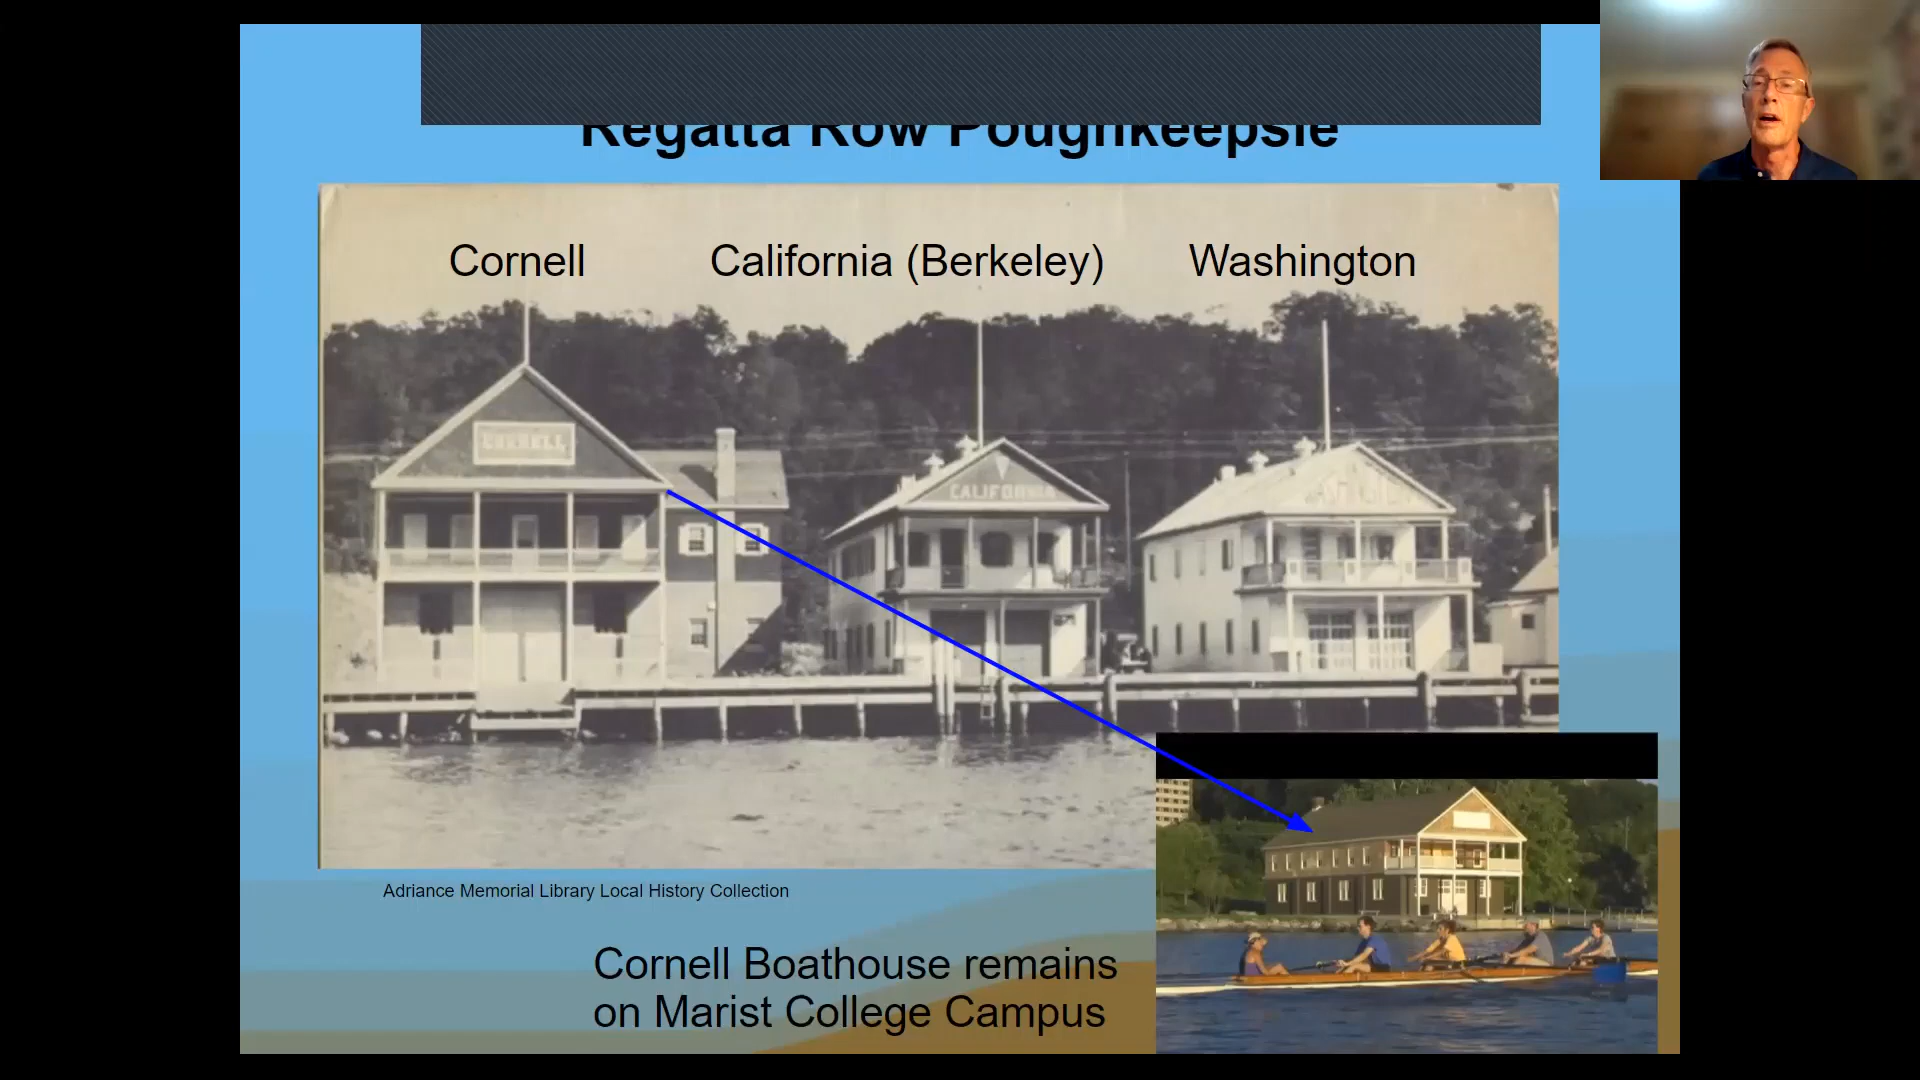 Regatta Row Poughkeepsie
Cornell
California (Berkeley)
Washington
CORNELL
CALIFORNIA
Adriance Memorial Library Local History Collection
Cornell Boathouse remains
on Marist College Campus